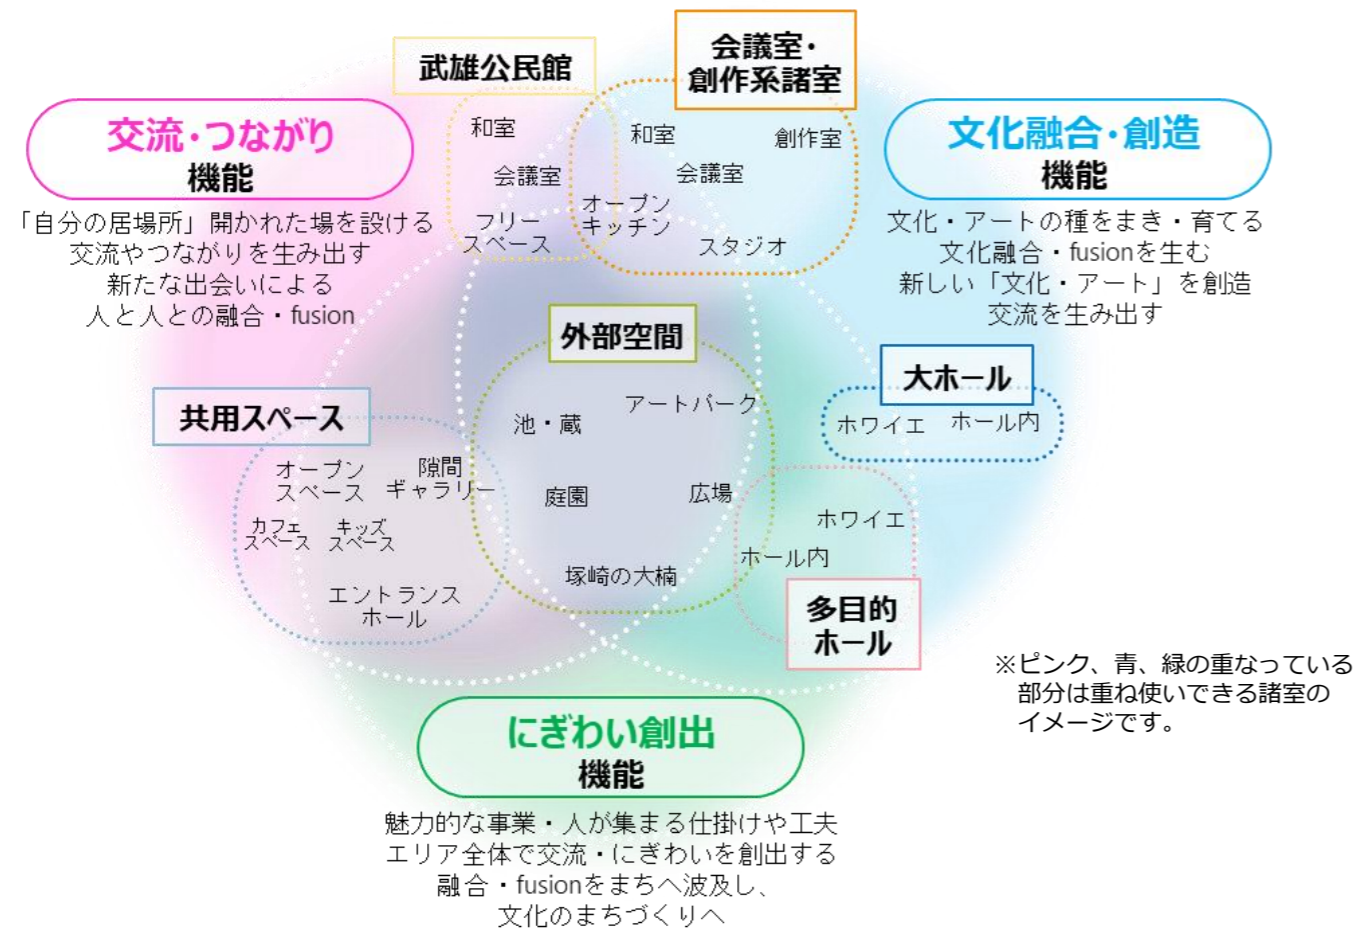 武雄公民館
会議室・
創作系諸室
交流・つながり
機能
「自分の居場所」開かれた場を設ける
交流やつながりを生み出す
新たな出会いによる
人と人との融合・fusion
和室
会議室
フリー
スペース
オープン
キッチン
和室
創作室
会議室
スタジオ
文化融合・創造
機能
文化・アートの種をまき・育てる
文化融合・fusionを生む
新しい「文化・アート」を創造
交流を生み出す
外部空間
アートパーク
池・蔵
庭園
広場
塚崎の大楠
大ホール
ホワイエ
ホール内
共用スペース
オープン
スペース
隙間
ギャラリー
カフェ
スペース
キッズ
スペース
エントランス
ホール
ホワイエ
ホール内
多目的
ホール
※ピンク、青、緑の重なっている
部分は重ね使いできる諸室の
イメージです。
にぎわい創出
機能
魅力的な事業・人が集まる仕掛けや工夫
エリア全体で交流・にぎわいを創出する
融合・fusionをまちへ波及し、
文化のまちづくりへ